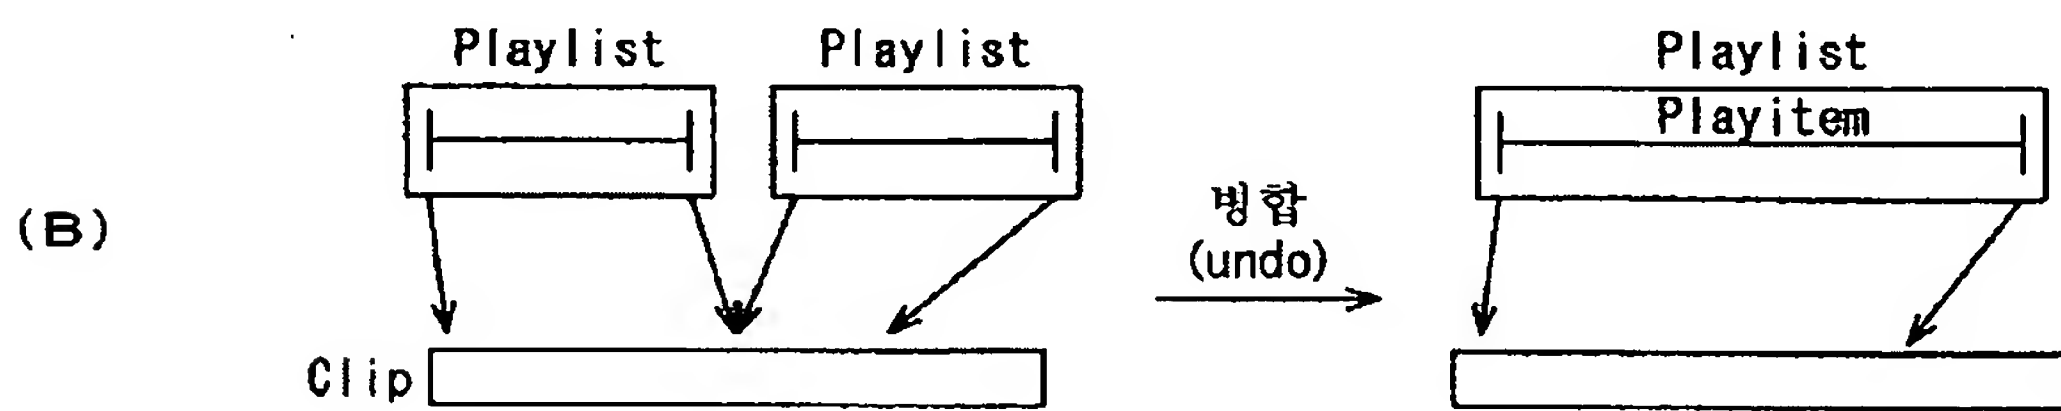 Playlist Playlist Playlist
Playitem
(B)
병합
(undo)
Clip